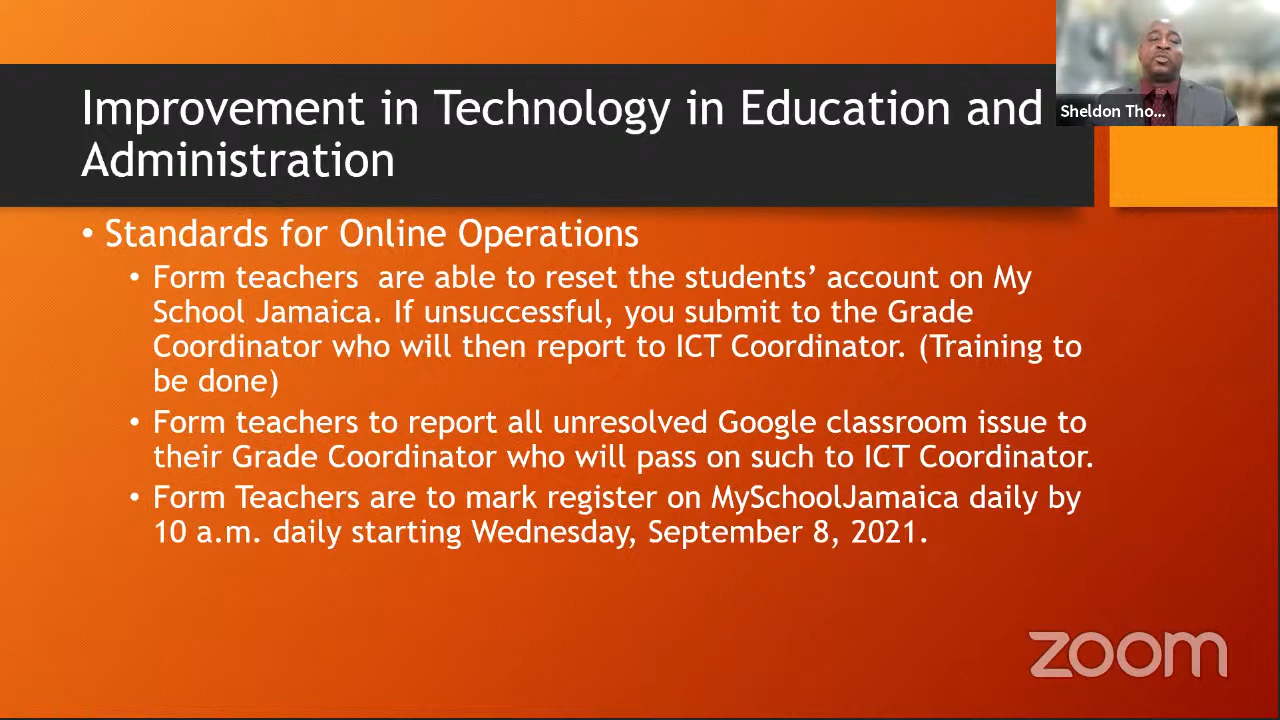 Improvement in Technology in Education and
Administration
Sheldon Tho...
• Standards for Online Operations
• Form teachers  are able to reset the students’ account on My
School Jamaica. If unsuccessful, you submit to the Grade
Coordinator who will then report to ICT Coordinator. (Training to
be done)
• Form teachers to report all unresolved Google classroom issue to
their Grade Coordinator who will pass on such to ICT Coordinator.
• Form Teachers are to mark register on MySchoolJamaica daily by
10 a.m. daily starting Wednesday, September 8, 2021.
zoom